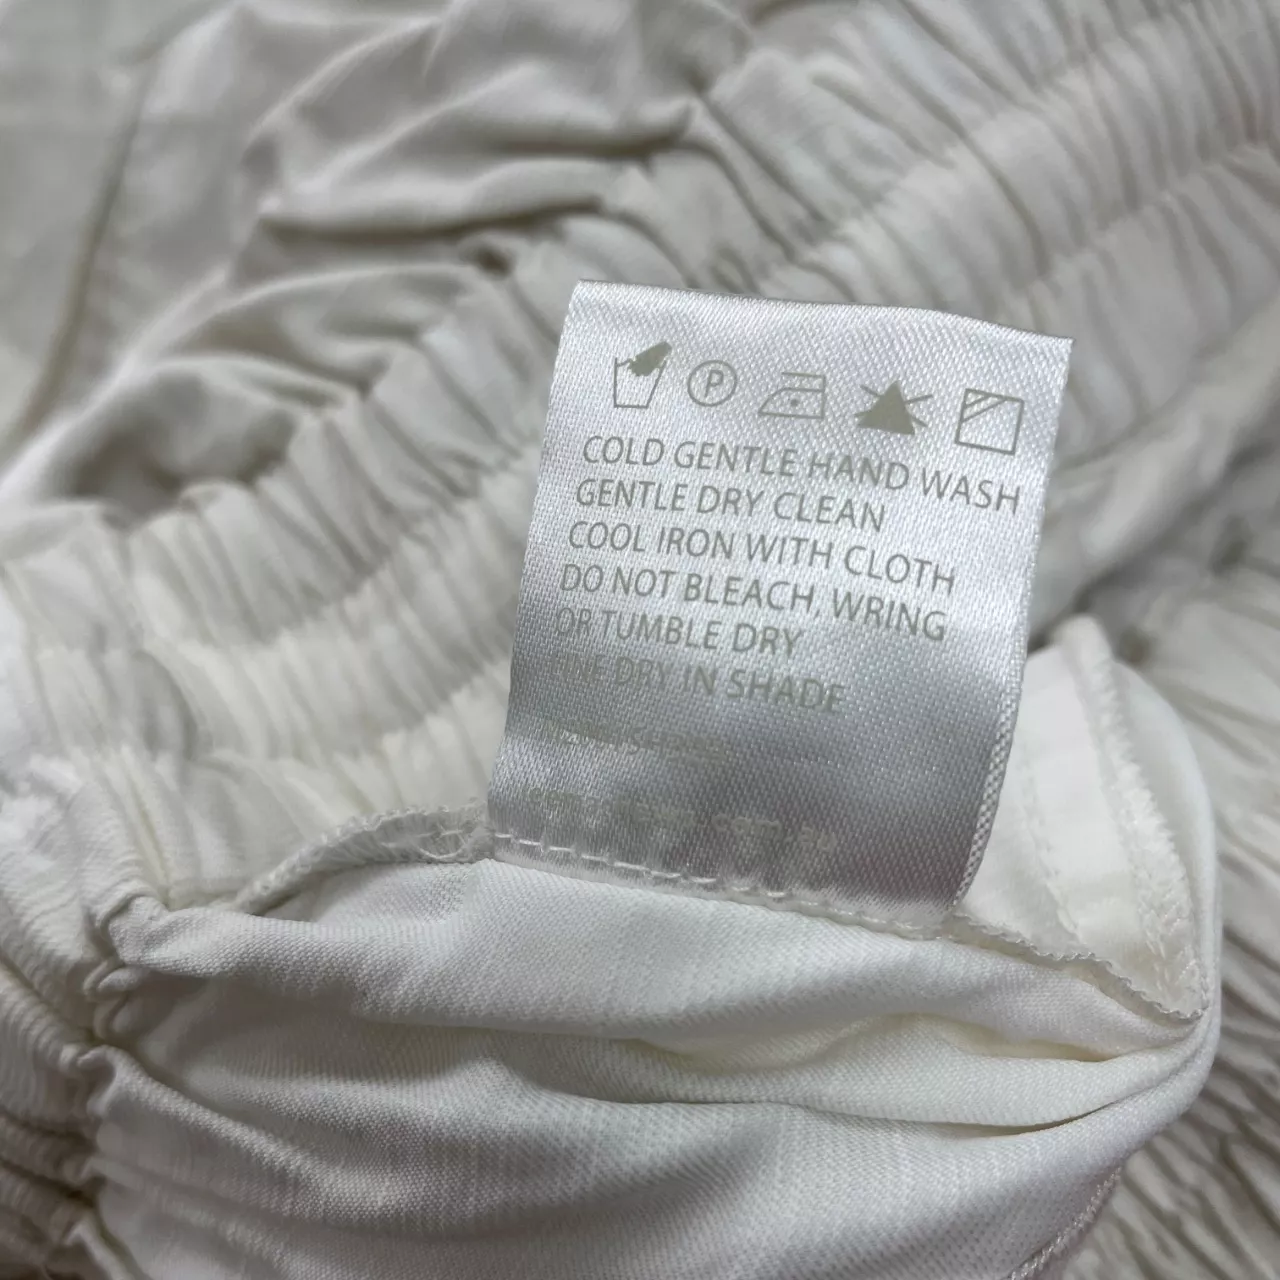 P
COLD GENTLE HAND WASH
GENTLE DRY CLEAN
COOL IRON WITH CLOTH
DO NOT BLEACH, WRING
OR TUMBLE DRY
DRY IN SHADE